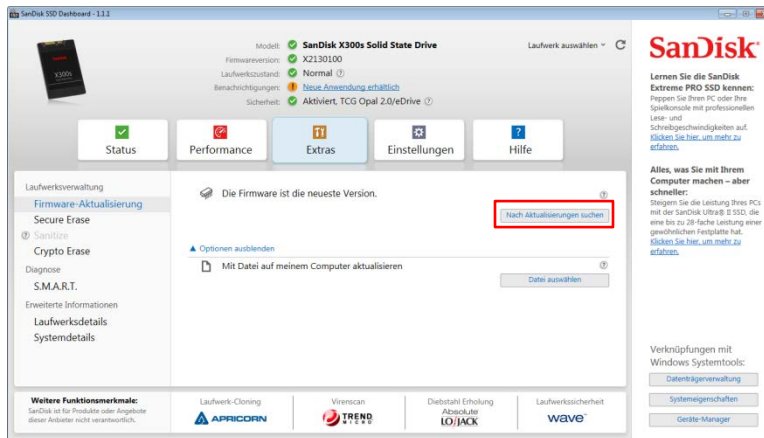 SanDisk SSD Dashboard - 1.1.1
SanDisk
X300s
Modell: SanDisk X300s Solid State Drive
Laufwerk auswählen
Firmwareversion: X2130100
Laufwerkszustand: Normal ?
Benachrichtigungen: ! Neue Anwendung erhältlich
Sicherheit: Aktiviert, TCG Opal 2.0/eDrive ?
Status
Performance
Extras
Einstellungen
?
Hilfe
Laufwerksverwaltung
Firmware-Aktualisierung
Secure Erase
? Sanitize
Crypto Erase
Diagnose
S.M.A.R.T.
Erweiterte Informationen
Laufwerksdetails
Systemdetails
Die Firmware ist die neueste Version. ?
Nach Aktualisierungen suchen
Optionen ausblenden
Mit Datei auf meinem Computer aktualisieren ?
Datei auswählen
SanDisk
Lernen Sie die SanDisk
Extreme PRO SSD kennen:
Peppen Sie Ihren PC oder Ihre
Spielkonsole mit professionellen
Lese- und
Schreibgeschwindigkeiten auf.
Klicken Sie hier, um mehr zu
erfahren.
Alles, was Sie mit Ihrem
Computer machen – aber
schneller:
Steigern Sie die Leistung Ihres PCs
mit der SanDisk Ultra® II SSD, die
eine bis zu 28-fache Leistung einer
gewöhnlichen Festplatte hat.
Klicken Sie hier, um mehr zu
erfahren.
Verknüpfungen mit
Windows Systemtools:
Datenträgerverwaltung
Systemeigenschaften
Geräte-Manager
Weitere Funktionsmerkmale:
SanDisk ist für Produkte oder Angebote
dieser Anbieter nicht verantwortlich.
Laufwerk-Cloning
APRICORN
Virenscan
TREND
MICRO
Diebstahl Erholung
Absolute
LO/JACK
Laufwerkssicherheit
wave